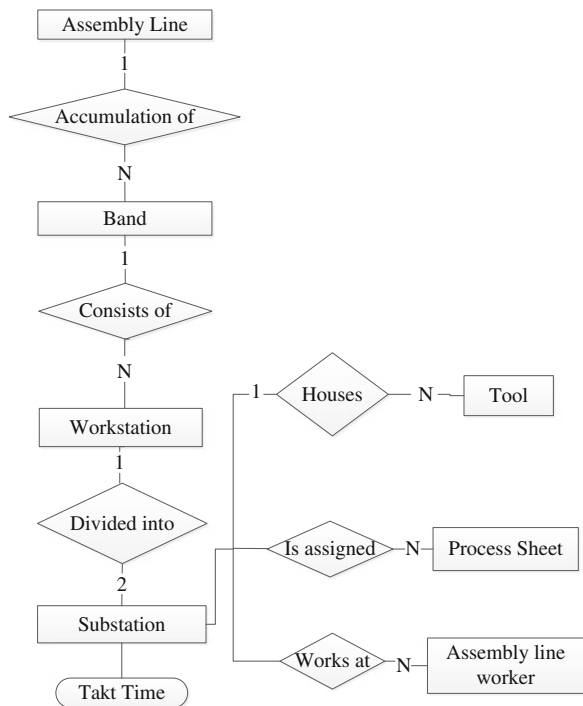 Assembly Line
1
Accumulation of
N
Band
1
Consists of
N
Workstation
1
Divided into
2
Substation
Takt Time
1
Houses
N
Tool
Is assigned
N
Process Sheet
Works at
N
Assembly line
worker